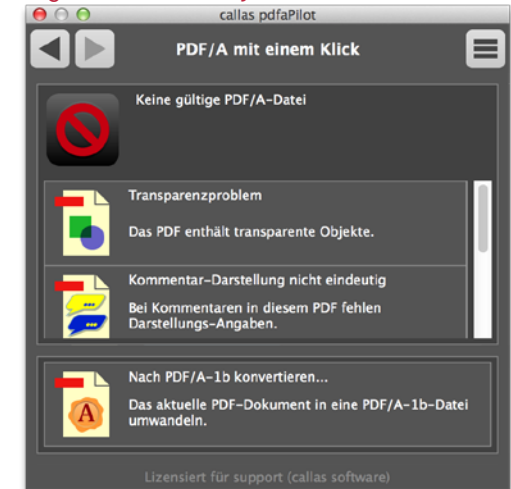 callas pdfaPilot
PDF/A mit einem Klick
Keine gültige PDF/A-Datei
Transparenzproblem
Das PDF enthält transparente Objekte.
Kommentar-Darstellung nicht eindeutig
Bei Kommentaren in diesem PDF fehlen
Darstellungs-Angaben.
Nach PDF/A-1b konvertieren...
A
Das aktuelle PDF-Dokument in eine PDF/A-1b-Datei
umwandeln.
Lizensiert für support (callas software)